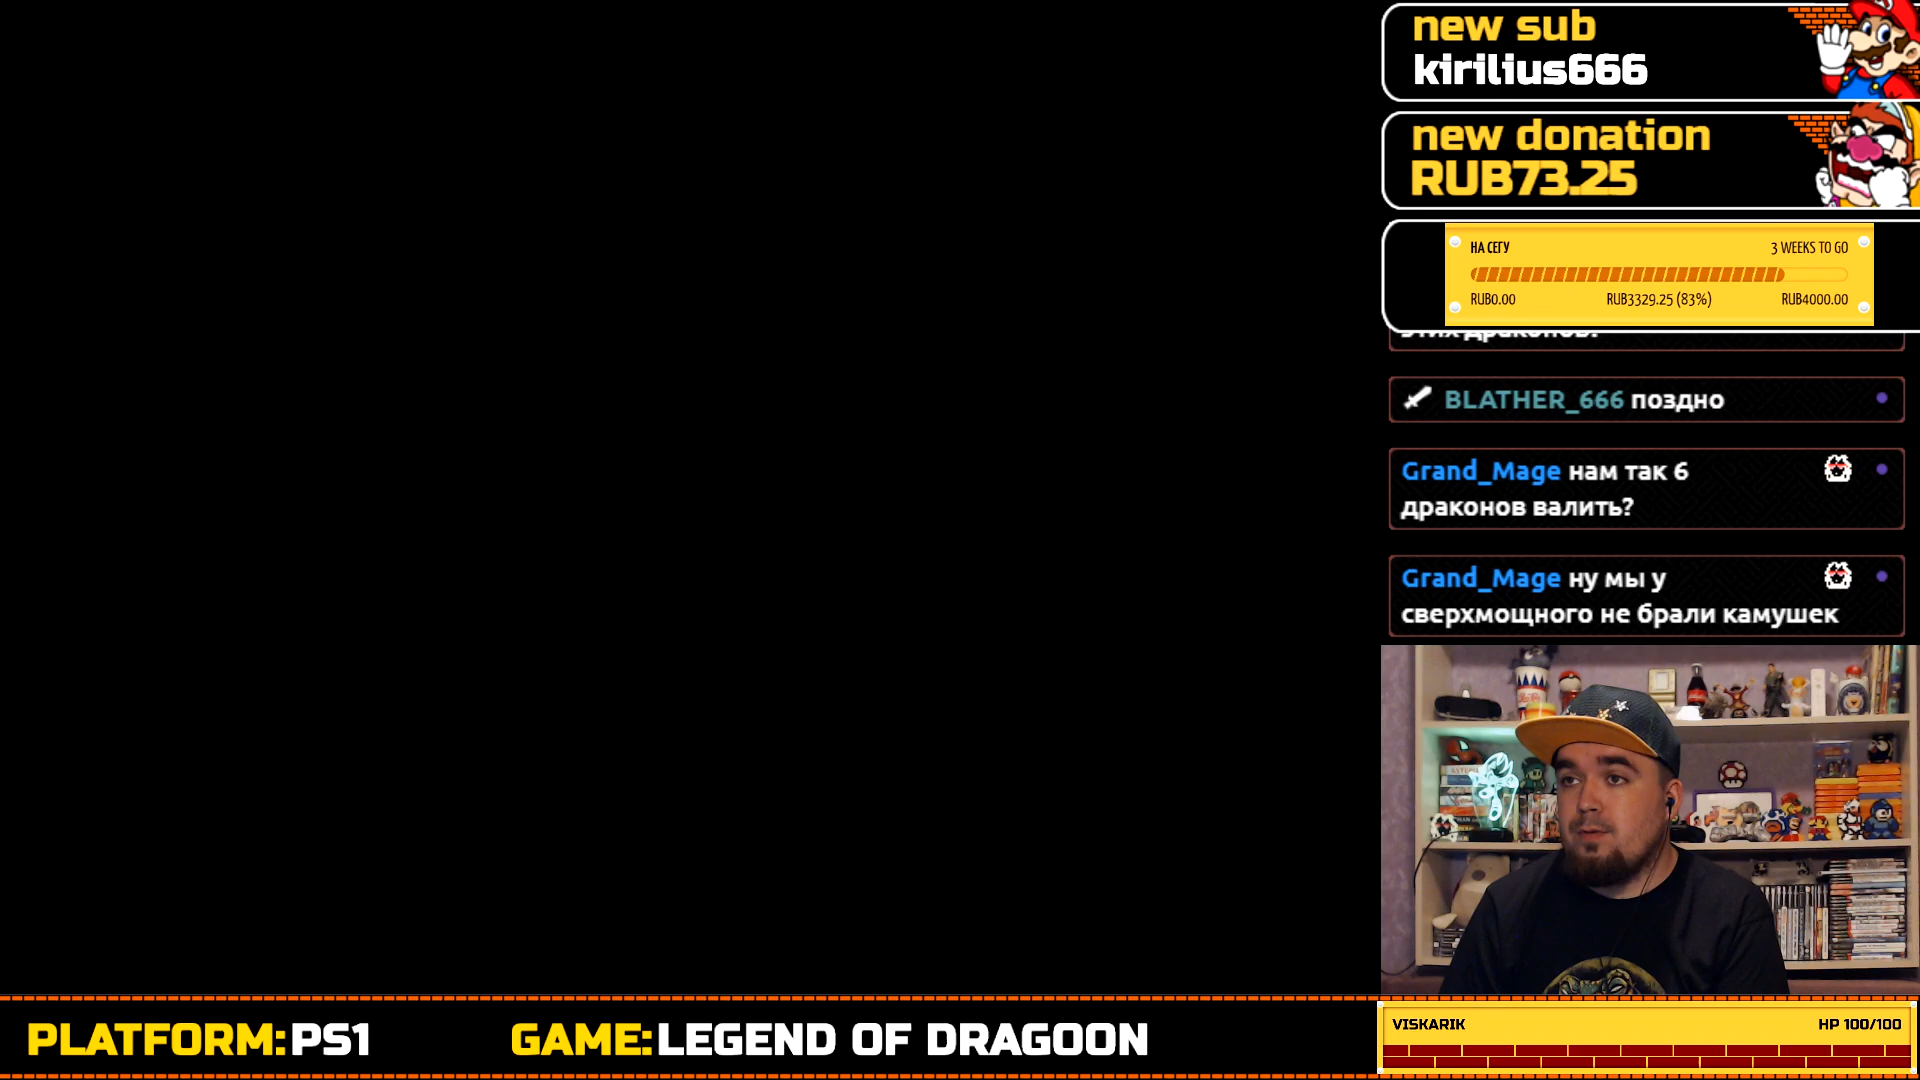 new sub
kirilius666
new donation
RUB73.25
НА СЕГУ
3 WEEKS TO GO
RUB0.00
RUB3329.25 (83%)
RUB4000.00
этих драконов?
BLATHER_666 поздно
Grand_Mage нам так 6
драконов валить?
Grand_Mage ну мы у
сверхмощного не брали камушек
PLATFORM:PS1
GAME:LEGEND OF DRAGOON
VISKARIK
HP 100/100